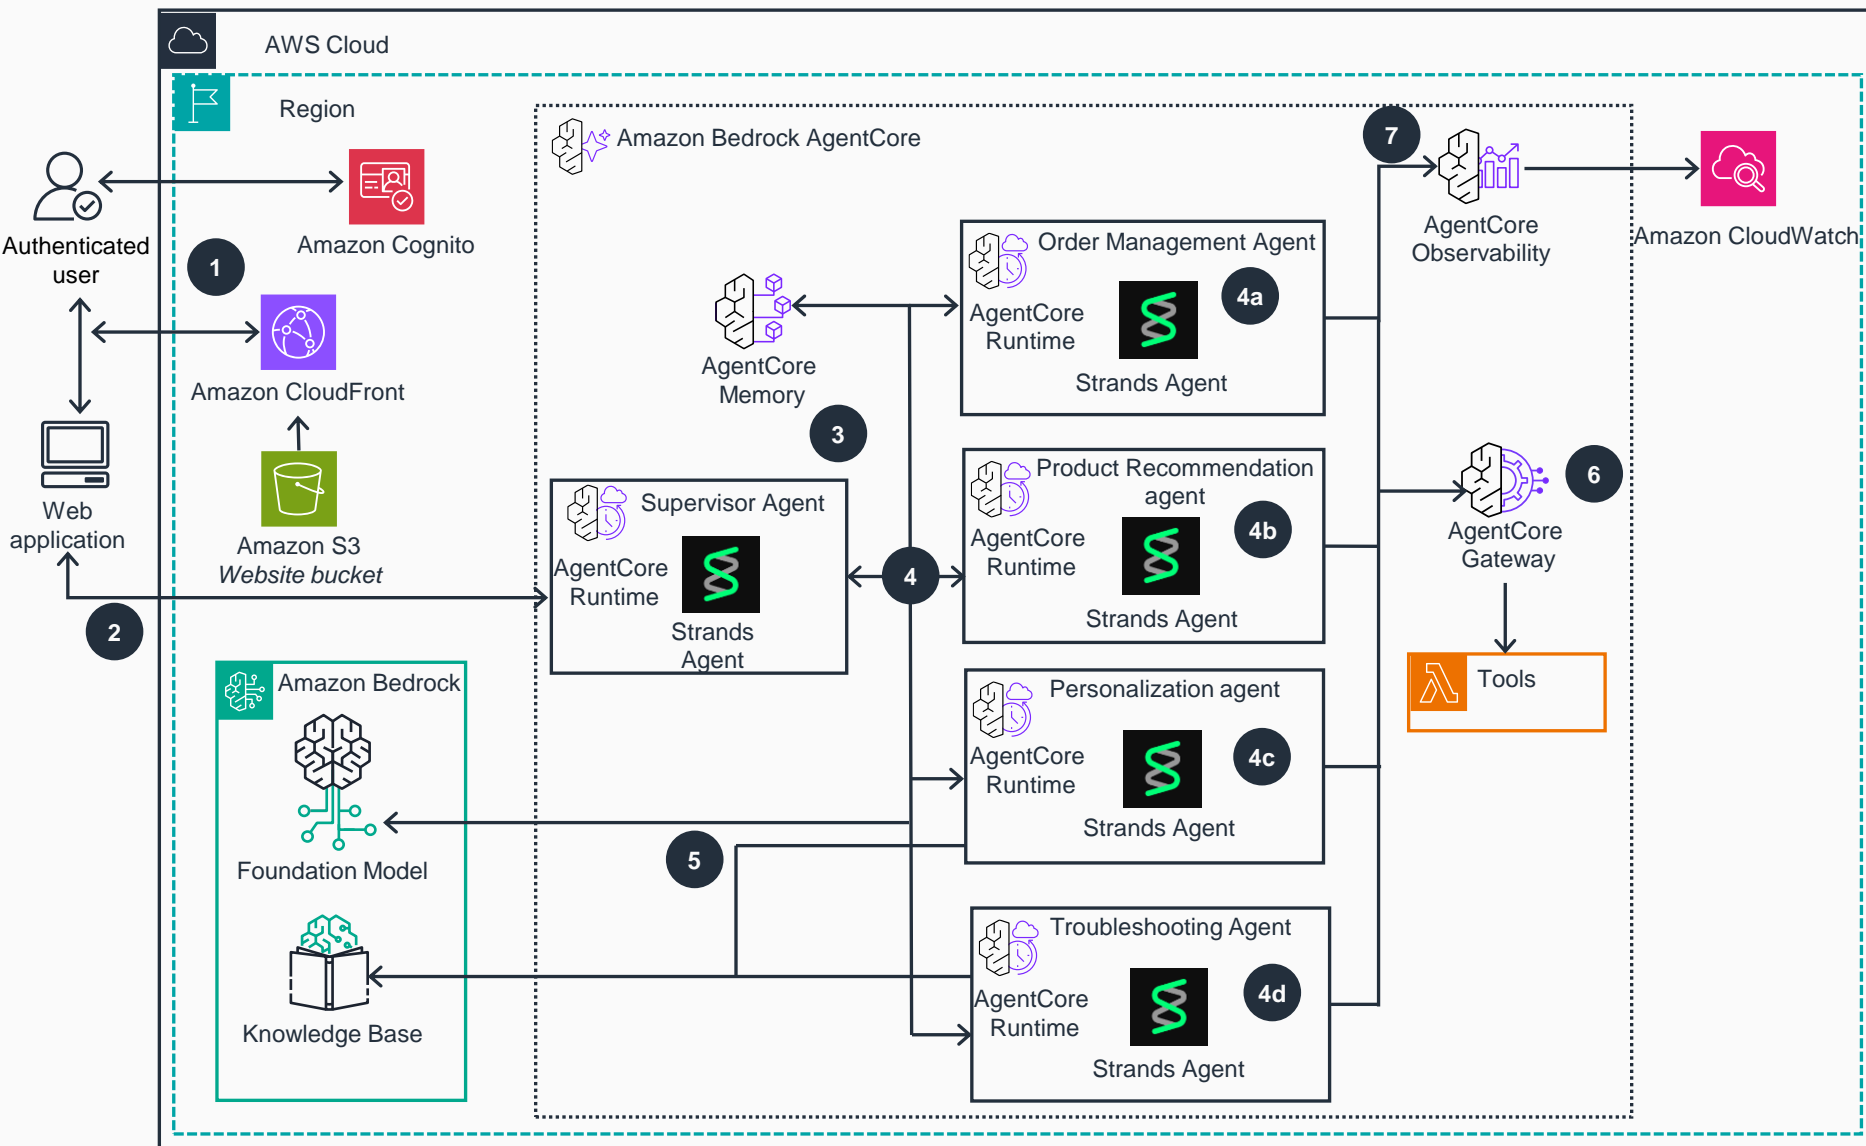 AWS Cloud
Region
Amazon Bedrock AgentCore
7
Authenticated
user
Amazon Cognito
1
Amazon CloudFront
Web
application
Amazon S3
Website bucket
2
AgentCore
Memory
3
Supervisor Agent
AgentCore
Runtime
Strands
Agent
4
Order Management Agent
4a
AgentCore
Runtime
Strands Agent
Product Recommendation
agent
4b
AgentCore
Runtime
Strands Agent
Personalization agent
4c
AgentCore
Runtime
Strands Agent
Troubleshooting Agent
4d
AgentCore
Runtime
Strands Agent
AgentCore
Observability
Amazon CloudWatch
6
AgentCore
Gateway
Tools
Amazon Bedrock
Foundation Model
5
Knowledge Base